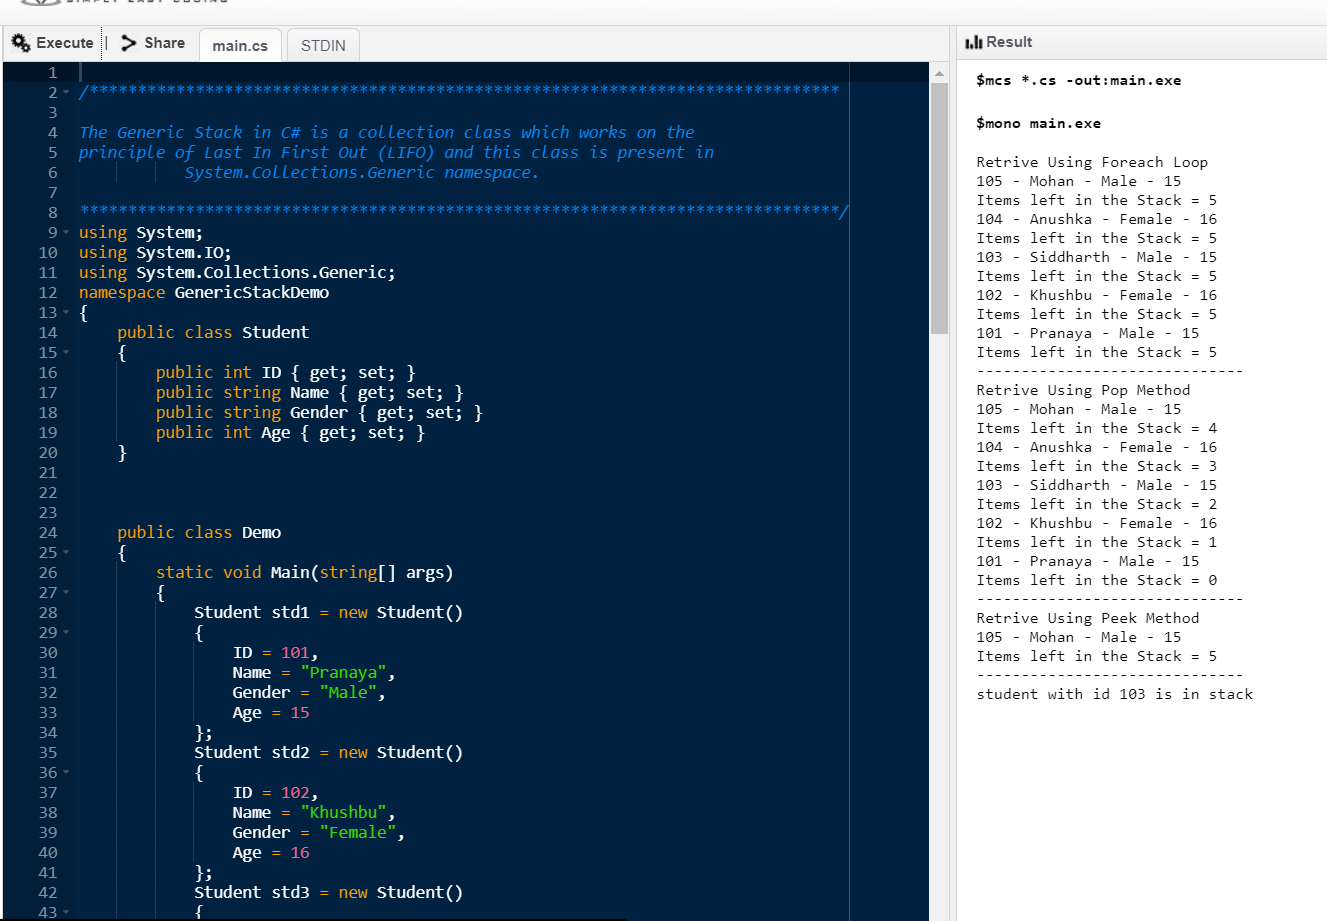 Execute | Share main.cs STDIN
1
2 /******************************************************************************
3
4 The Generic Stack in C# is a collection class which works on the
5 principle of Last In First Out (LIFO) and this class is present in
6 System.Collections.Generic namespace.
7
8 *******************************************************************************/
9 using System;
10 using System.IO;
11 using System.Collections.Generic;
12 namespace GenericStackDemo
13 {
14 public class Student
15 {
16 public int ID { get; set; }
17 public string Name { get; set; }
18 public string Gender { get; set; }
19 public int Age { get; set; }
20 }
21
22
23
24 public class Demo
25 {
26 static void Main(string[] args)
27 {
28 Student std1 = new Student()
29 {
30 ID = 101,
31 Name = "Pranaya",
32 Gender = "Male",
33 Age = 15
34 };
35 Student std2 = new Student()
36 {
37 ID = 102,
38 Name = "Khushbu",
39 Gender = "Female",
40 Age = 16
41 };
42 Student std3 = new Student()
43 {
Result
$mcs *.cs -out:main.exe
$mono main.exe
Retrive Using Foreach Loop
105 - Mohan - Male - 15
Items left in the Stack = 5
104 - Anushka - Female - 16
Items left in the Stack = 5
103 - Siddharth - Male - 15
Items left in the Stack = 5
102 - Khushbu - Female - 16
Items left in the Stack = 5
101 - Pranaya - Male - 15
Items left in the Stack = 5
------------------------------
Retrive Using Pop Method
105 - Mohan - Male - 15
Items left in the Stack = 4
104 - Anushka - Female - 16
Items left in the Stack = 3
103 - Siddharth - Male - 15
Items left in the Stack = 2
102 - Khushbu - Female - 16
Items left in the Stack = 1
101 - Pranaya - Male - 15
Items left in the Stack = 0
------------------------------
Retrive Using Peek Method
105 - Mohan - Male - 15
Items left in the Stack = 5
------------------------------
student with id 103 is in stack